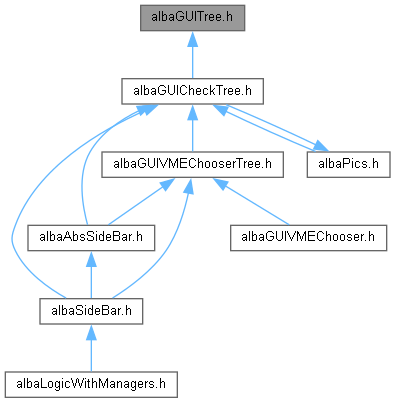 albaGUITree.h
albaGUICheckTree.h
albaGUIVMEChooserTree.h
albaPics.h
albaAbsSideBar.h
albaGUIVMEChooser.h
albaSideBar.h
albaLogicWithManagers.h